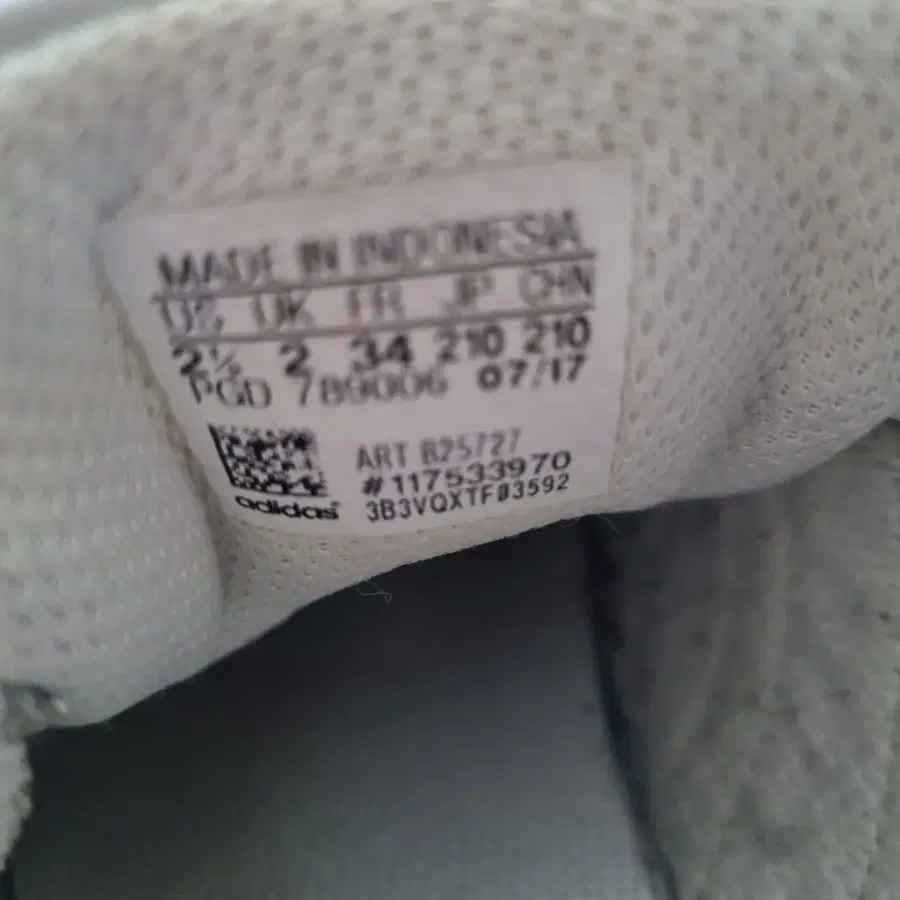 MADE IN INDONESIA
US UK FR JP CHN
2½ 2 34 210 210
PGD 789006 07/17
ART B25727
#117533970
adidas 3B3VQXTF03592